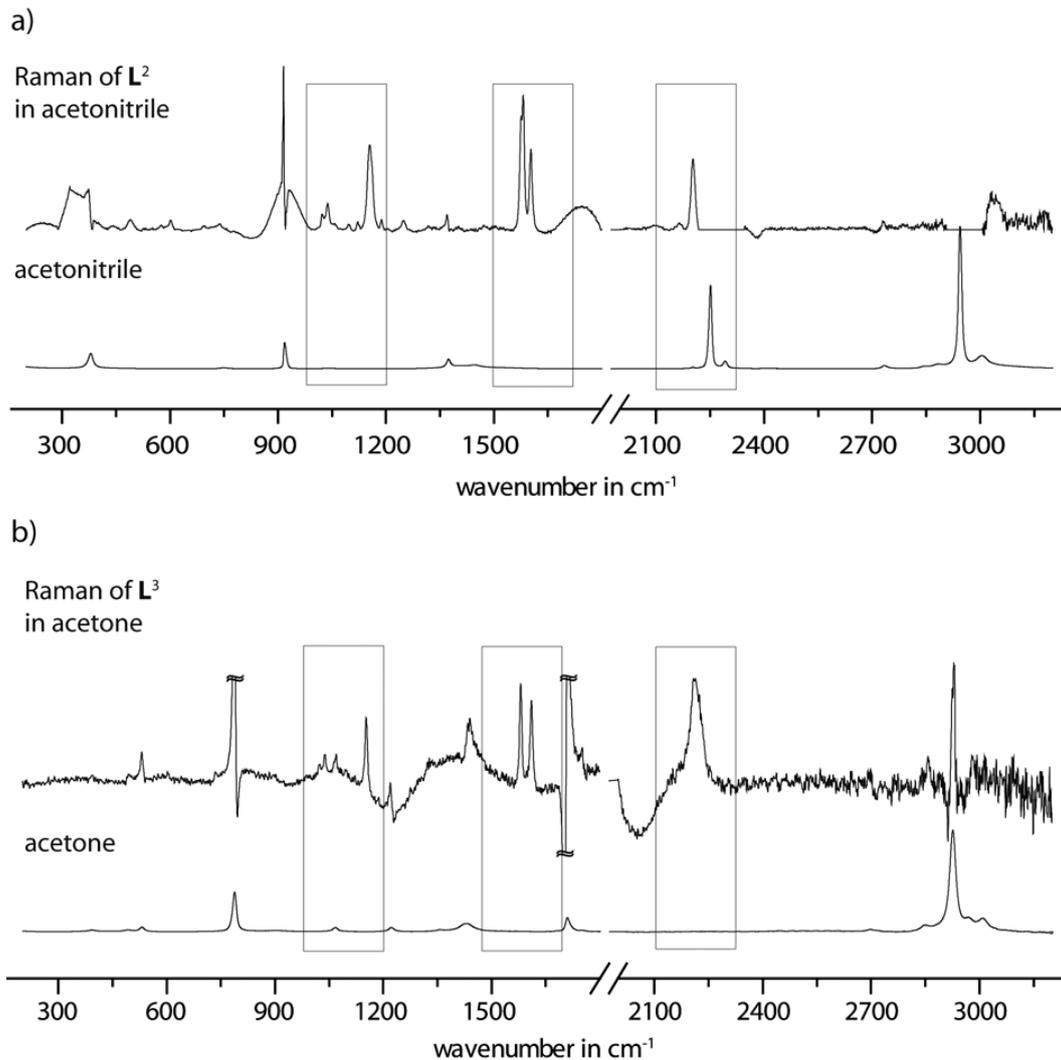 a)
Raman of L²
in acetonitrile
acetonitrile
300 600 900 1200 1500 2100 2400 2700 3000
wavenumber in cm⁻¹
b)
Raman of L³
in acetone
acetone
300 600 900 1200 1500 2100 2400 2700 3000
wavenumber in cm⁻¹